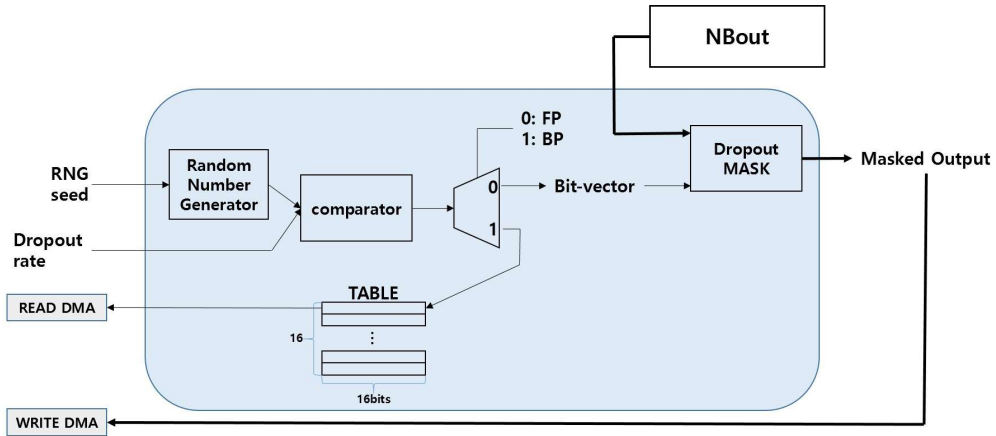 NBout
0: FP
1: BP
Random
Number
Generator
Dropout
MASK
Masked Output
RNG
seed
comparator
0
Bit-vector
1
Dropout
rate
TABLE
READ DMA
16
⋮
16bits
WRITE DMA